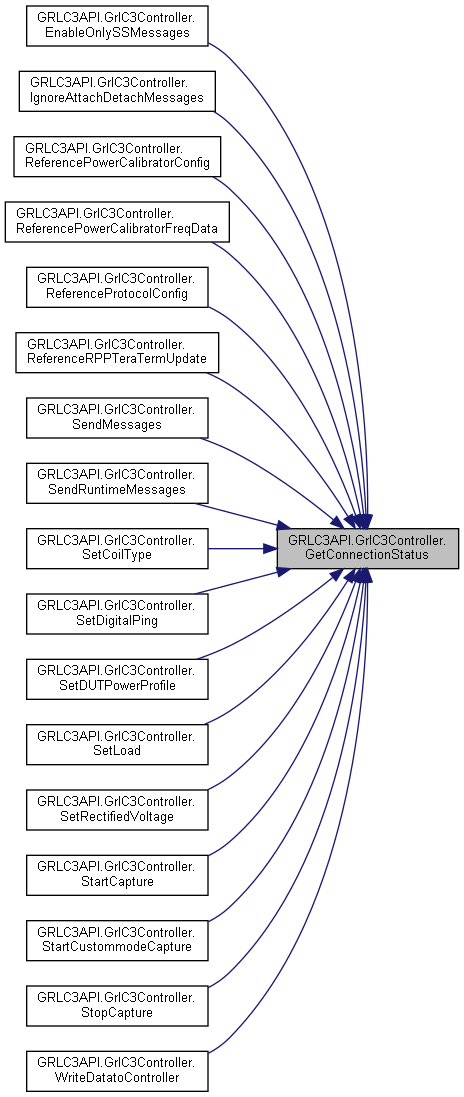 GRLC3API.GrlC3Controller.
EnableOnlySSMessages
GRLC3API.GrlC3Controller.
IgnoreAttachDetachMessages
GRLC3API.GrlC3Controller.
ReferencePowerCalibratorConfig
GRLC3API.GrlC3Controller.
ReferencePowerCalibratorFreqData
GRLC3API.GrlC3Controller.
ReferenceProtocolConfig
GRLC3API.GrlC3Controller.
ReferenceRPPTeraTermUpdate
GRLC3API.GrlC3Controller.
SendMessages
GRLC3API.GrlC3Controller.
SendRuntimeMessages
GRLC3API.GrlC3Controller.
SetCoilType
GRLC3API.GrlC3Controller.
GetConnectionStatus
GRLC3API.GrlC3Controller.
SetDigitalPing
GRLC3API.GrlC3Controller.
SetDUTPowerProfile
GRLC3API.GrlC3Controller.
SetLoad
GRLC3API.GrlC3Controller.
SetRectifiedVoltage
GRLC3API.GrlC3Controller.
StartCapture
GRLC3API.GrlC3Controller.
StartCustommodeCapture
GRLC3API.GrlC3Controller.
StopCapture
GRLC3API.GrlC3Controller.
WriteDatatoController